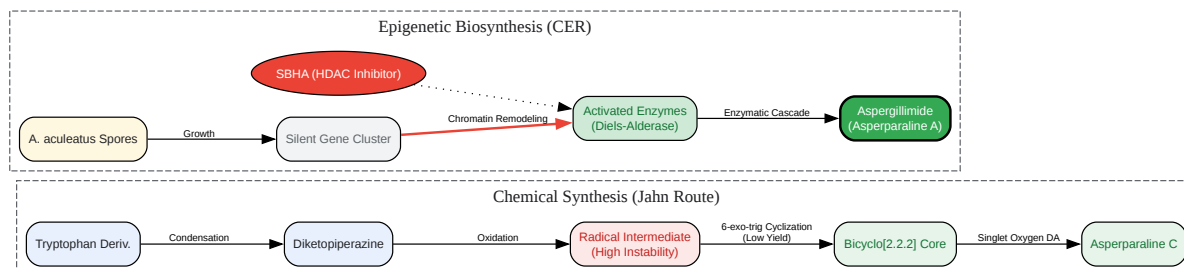 Epigenetic Biosynthesis (CER)
SBHA (HDAC Inhibitor)
A. aculeatus Spores
Growth
Silent Gene Cluster
Chromatin Remodeling
Activated Enzymes
(Diels-Alderase)
Enzymatic Cascade
Aspergillimide
(Asperparaline A)
Chemical Synthesis (Jahn Route)
Tryptophan Deriv.
Condensation
Diketopiperazine
Oxidation
Radical Intermediate
(High Instability)
6-exo-trig Cyclization
(Low Yield)
Bicyclo[2.2.2] Core
Singlet Oxygen DA
Asperparaline C